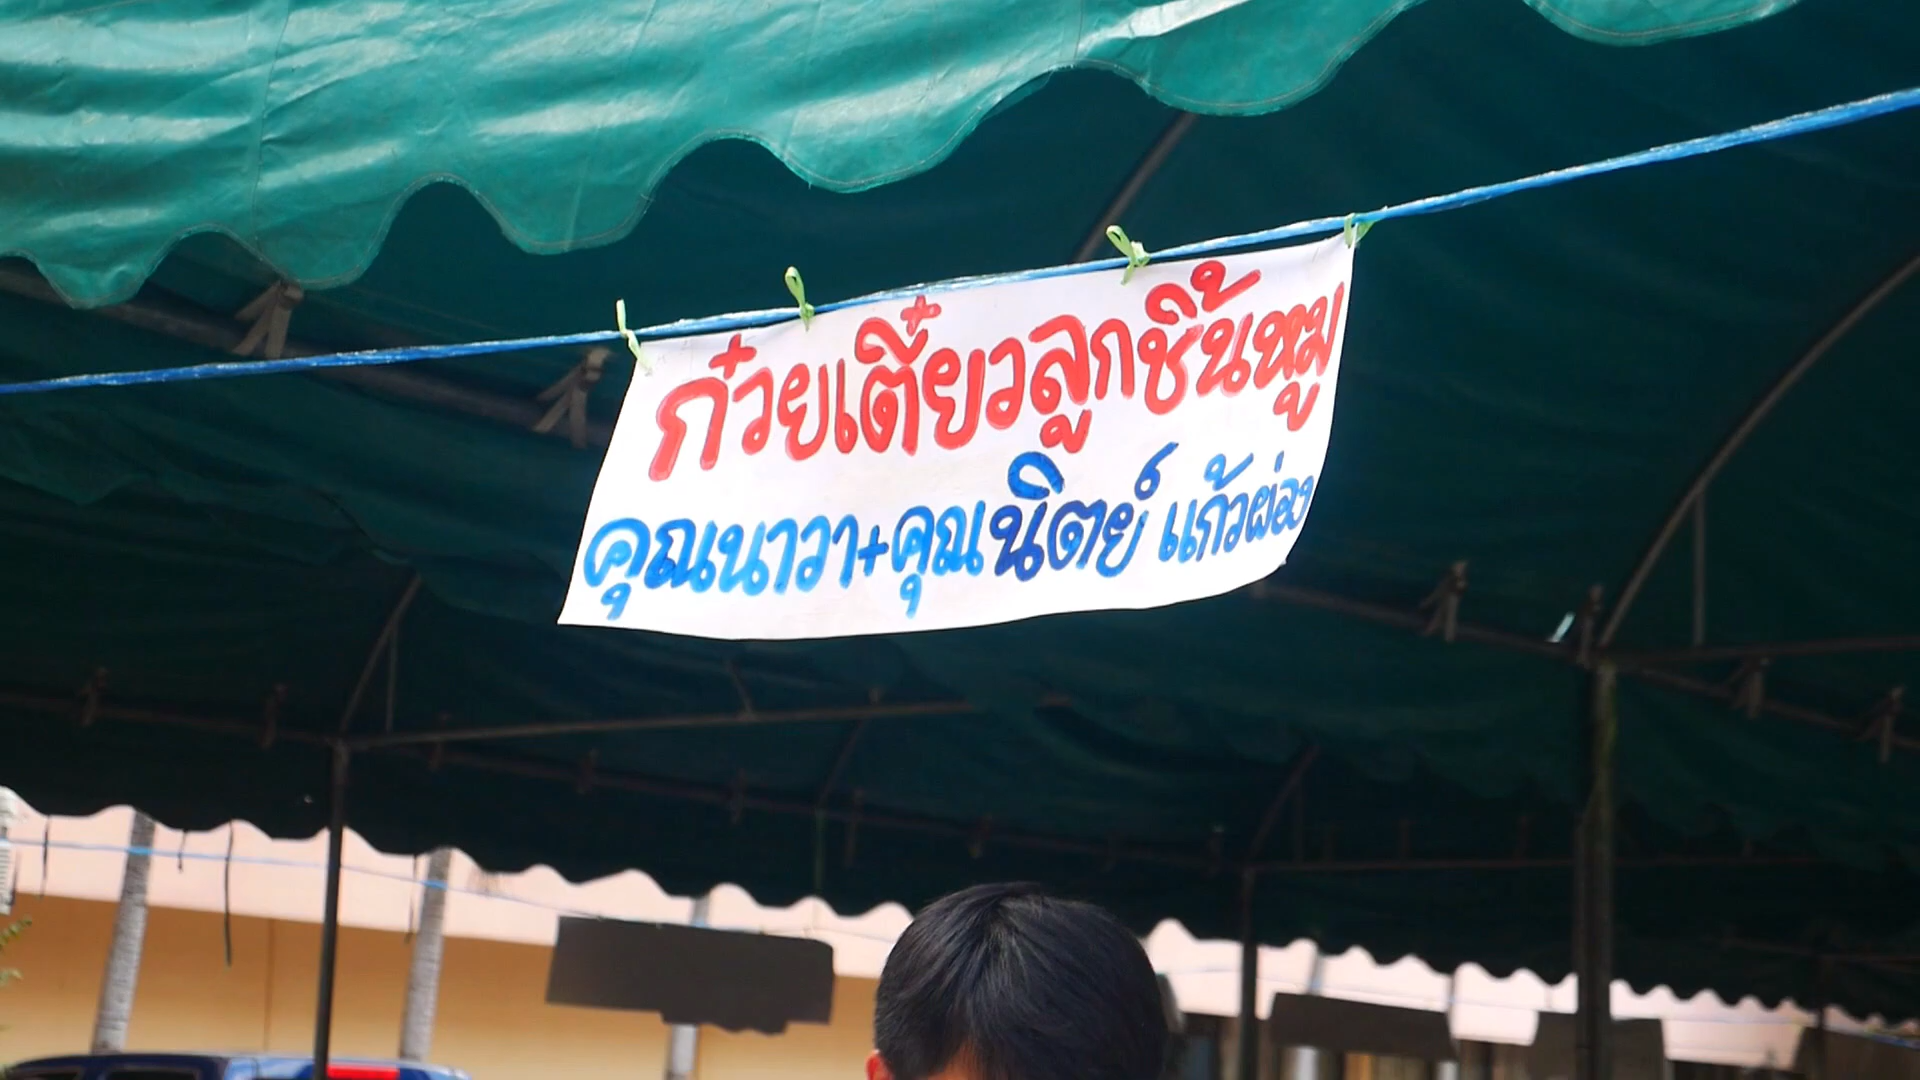 ก๋วยเตี๋ยวลูกชิ้นหมู
คุณนาวา+คุณนิตย์ แก้วผ่อง